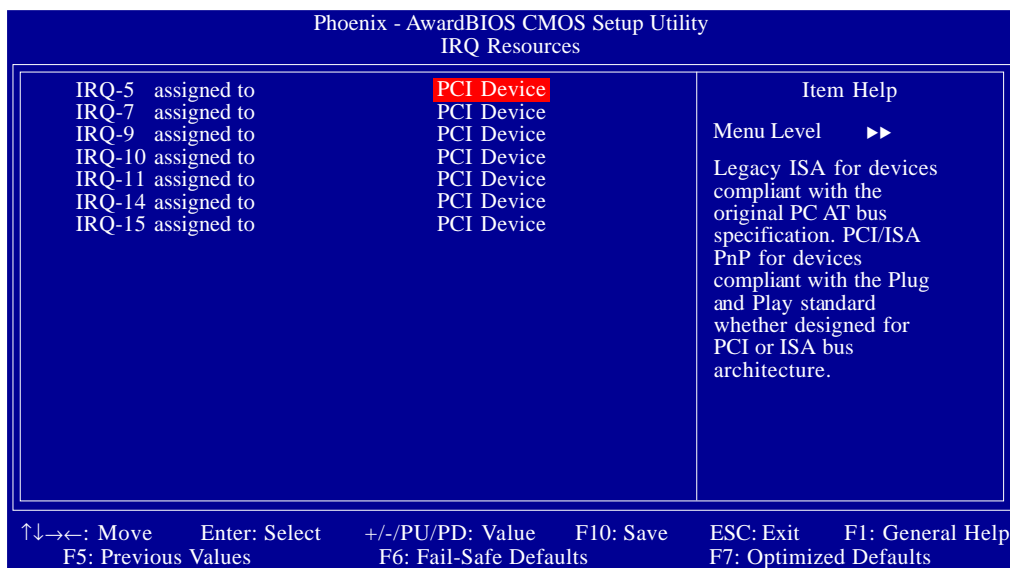 Phoenix - AwardBIOS CMOS Setup Utility
IRQ Resources
IRQ-5 assigned to PCI Device
IRQ-7 assigned to PCI Device
IRQ-9 assigned to PCI Device
IRQ-10 assigned to PCI Device
IRQ-11 assigned to PCI Device
IRQ-14 assigned to PCI Device
IRQ-15 assigned to PCI Device
Item Help
Menu Level ▸▸
Legacy ISA for devices
compliant with the
original PC AT bus
specification. PCI/ISA
PnP for devices
compliant with the Plug
and Play standard
whether designed for
PCI or ISA bus
architecture.
↑↓→←: Move Enter: Select +/-/PU/PD: Value F10: Save ESC: Exit F1: General Help
F5: Previous Values F6: Fail-Safe Defaults F7: Optimized Defaults